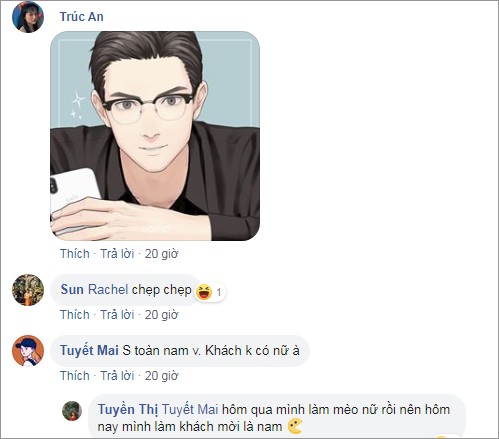 Trúc An
Thích · Trả lời · 20 giờ
Sun Rachel chẹp chẹp
1
Thích · Trả lời · 20 giờ
Tuyết Mai S toàn nam v. Khách k có nữ à
Thích · Trả lời · 20 giờ
Tuyền Thị Tuyết Mai hôm qua mình làm mèo nữ rồi nên hôm
nay mình làm khách mời là nam